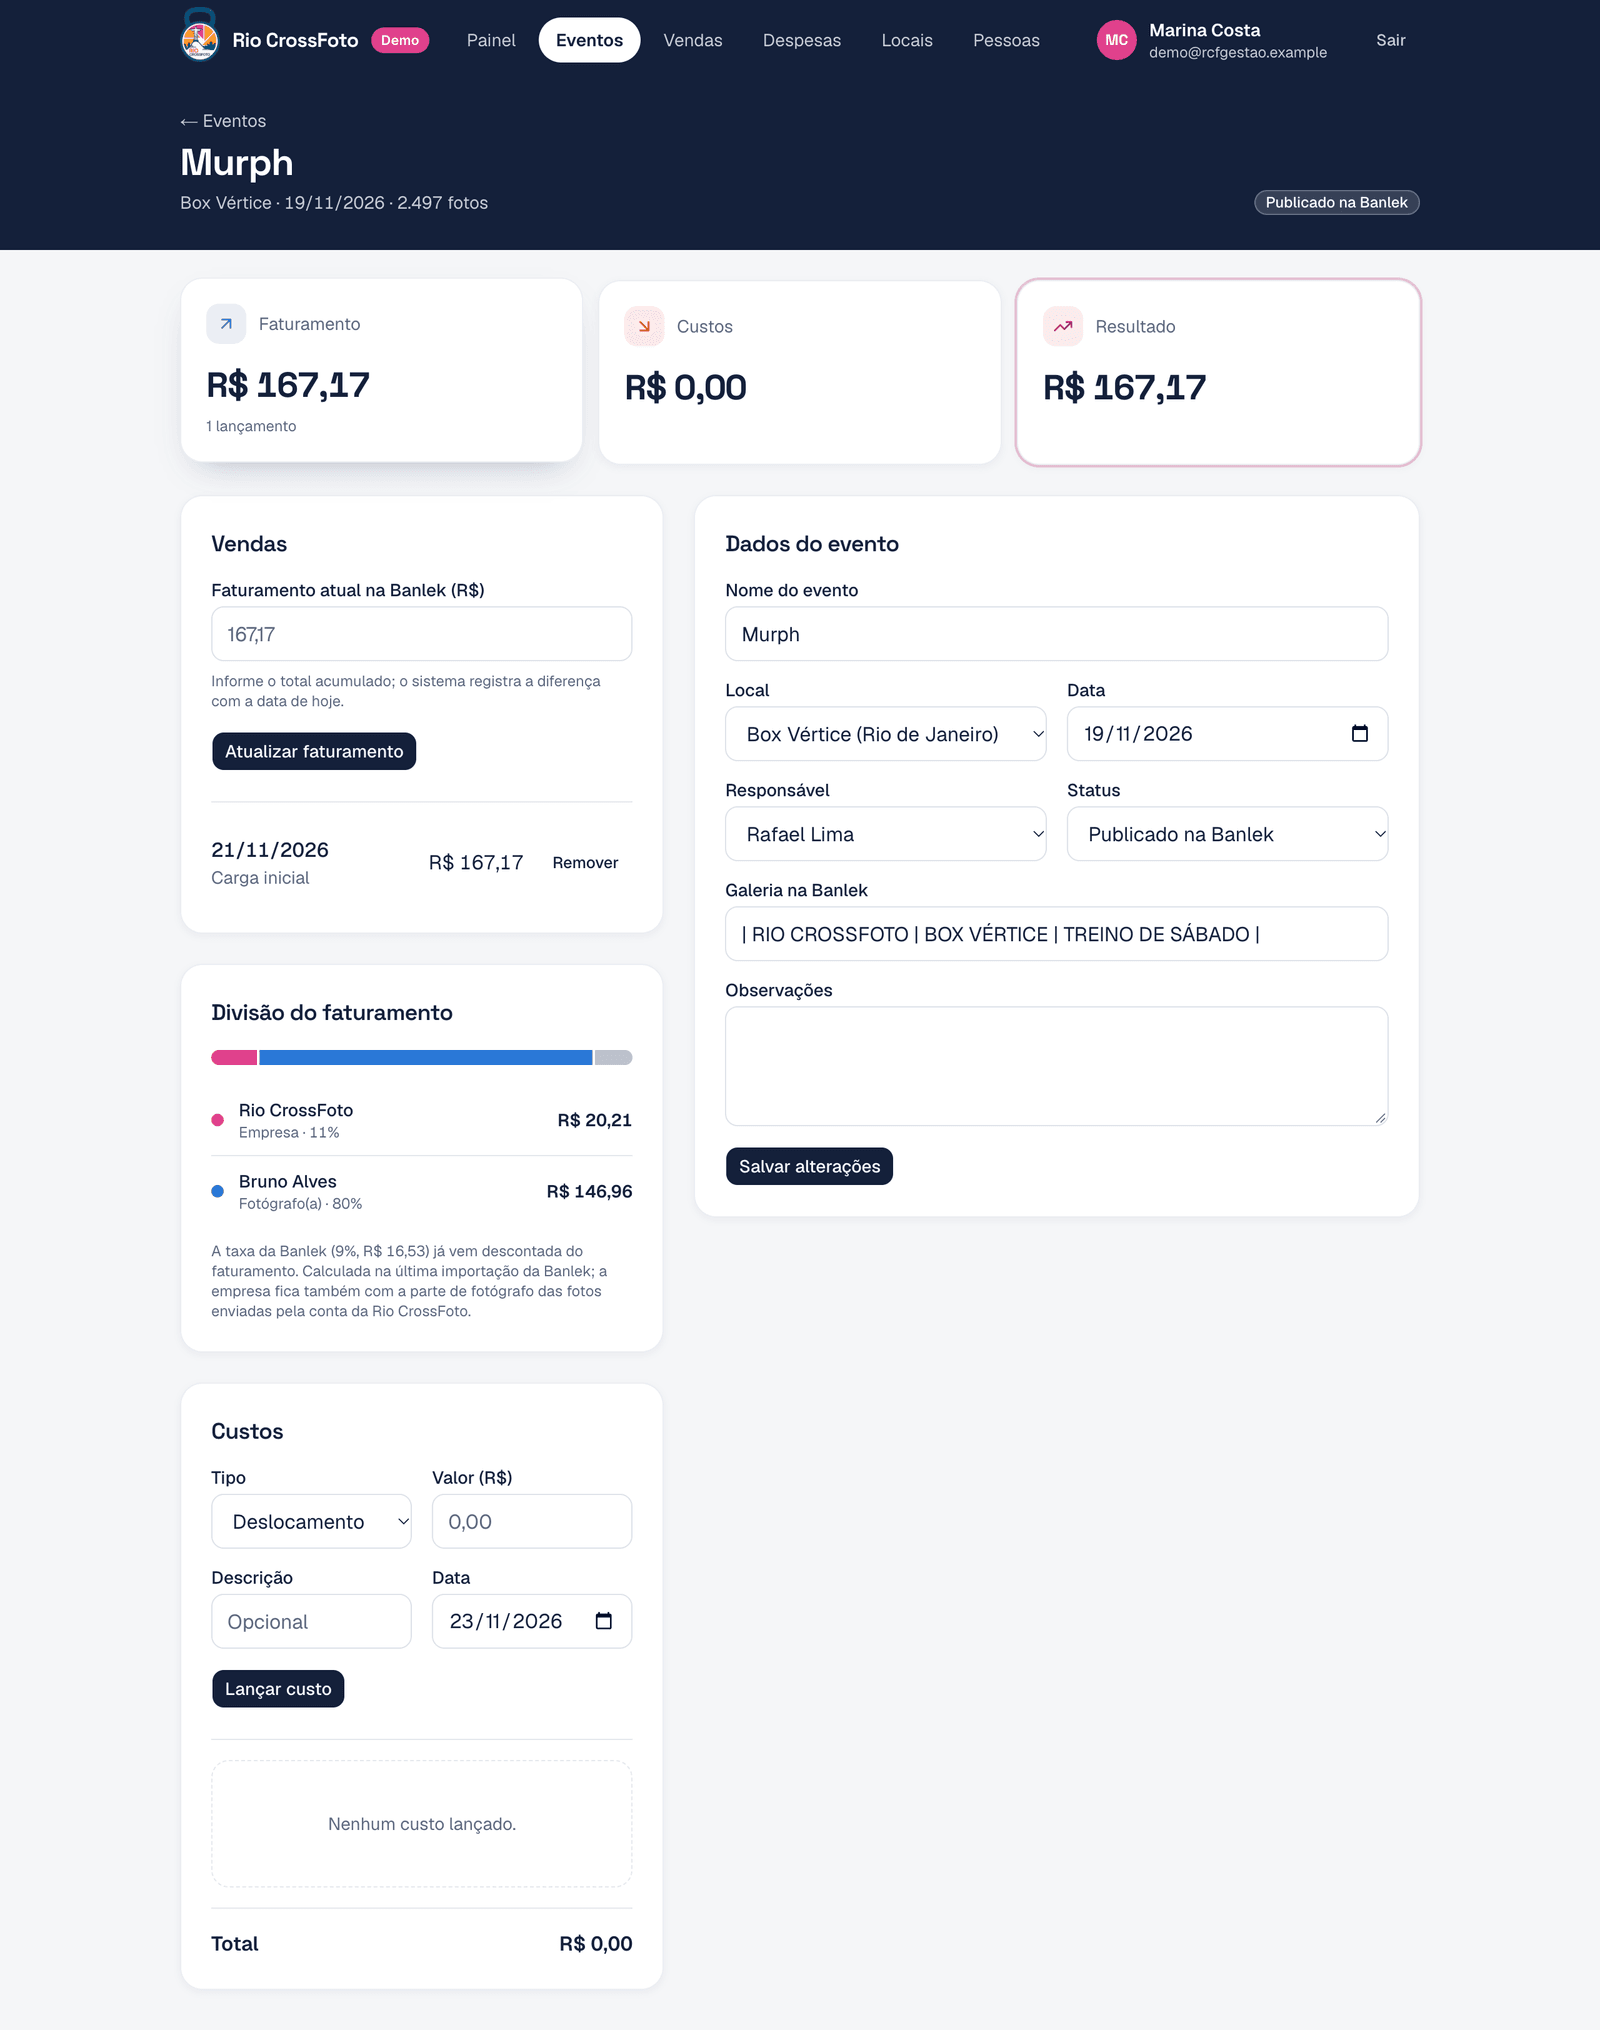 Rio CrossFoto
Demo
Painel
Eventos
Vendas
Despesas
Locais
Pessoas
MC
Marina Costa
demo@rcfgestao.example
Sair
← Eventos
Murph
Box Vértice · 19/11/2026 · 2.497 fotos
Publicado na Banlek
Faturamento
R$ 167,17
1 lançamento
Custos
R$ 0,00
Resultado
R$ 167,17
Vendas
Faturamento atual na Banlek (R$)
167,17
Informe o total acumulado; o sistema registra a diferença
com a data de hoje.
Atualizar faturamento
21/11/2026
Carga inicial
R$ 167,17
Remover
Divisão do faturamento
Rio CrossFoto
Empresa · 11%
R$ 20,21
Bruno Alves
Fotógrafo(a) · 80%
R$ 146,96
A taxa da Banlek (9%, R$ 16,53) já vem descontada do
faturamento. Calculada na última importação da Banlek; a
empresa fica também com a parte de fotógrafo das fotos
enviadas pela conta da Rio CrossFoto.
Custos
Tipo
Valor (R$)
Deslocamento
0,00
Descrição
Data
Opcional
23/11/2026
Lançar custo
Nenhum custo lançado.
Total
R$ 0,00
Dados do evento
Nome do evento
Murph
Local
Data
Box Vértice (Rio de Janeiro)
19/11/2026
Responsável
Status
Rafael Lima
Publicado na Banlek
Galeria na Banlek
| RIO CROSSFOTO | BOX VÉRTICE | TREINO DE SÁBADO |
Observações
Salvar alterações